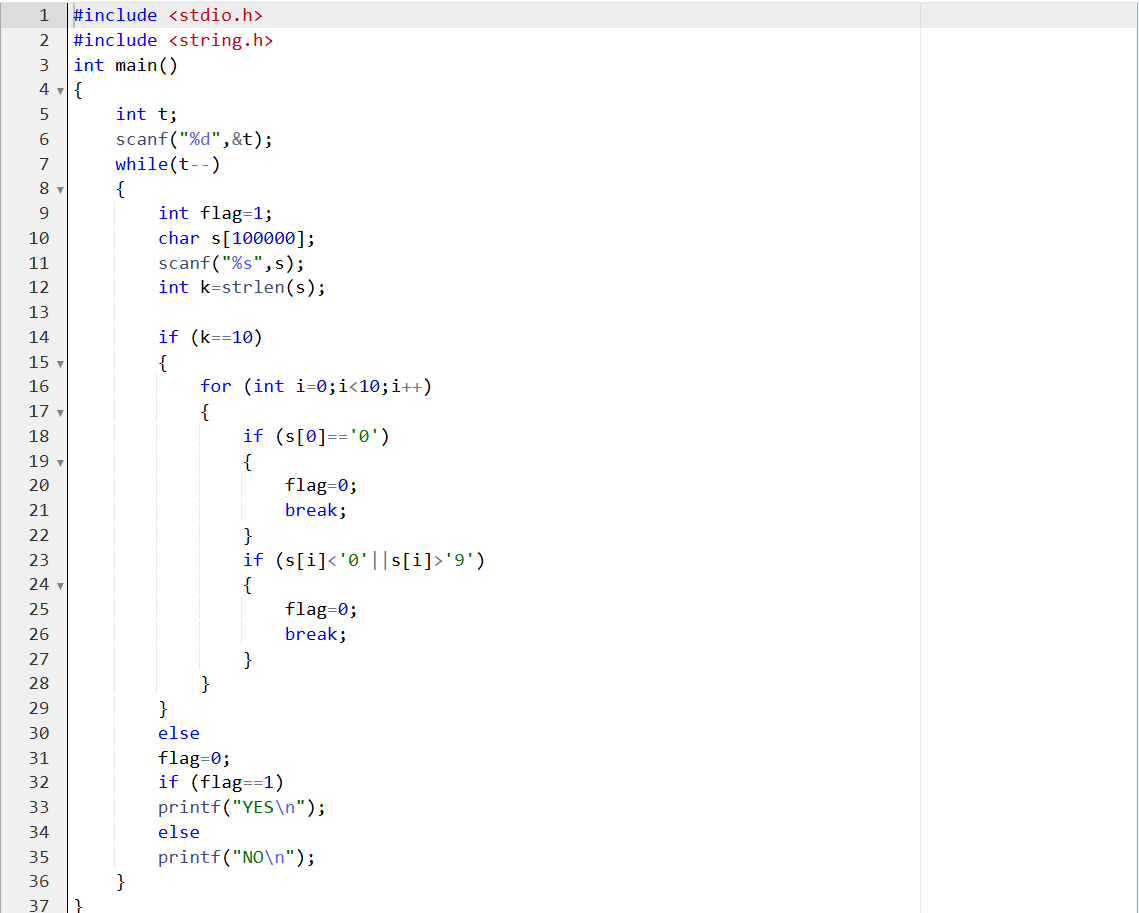 1 #include <stdio.h>
2 #include <string.h>
3 int main()
4 {
5     int t;
6     scanf("%d",&t);
7     while(t--)
8     {
9         int flag=1;
10         char s[100000];
11         scanf("%s",s);
12         int k=strlen(s);
13
14         if (k==10)
15         {
16             for (int i=0;i<10;i++)
17             {
18                 if (s[0]=='0')
19                 {
20                     flag=0;
21                     break;
22                 }
23                 if (s[i]<'0'||s[i]>'9')
24                 {
25                     flag=0;
26                     break;
27                 }
28             }
29         }
30         else
31         flag=0;
32         if (flag==1)
33         printf("YES\n");
34         else
35         printf("NO\n");
36     }
37 }